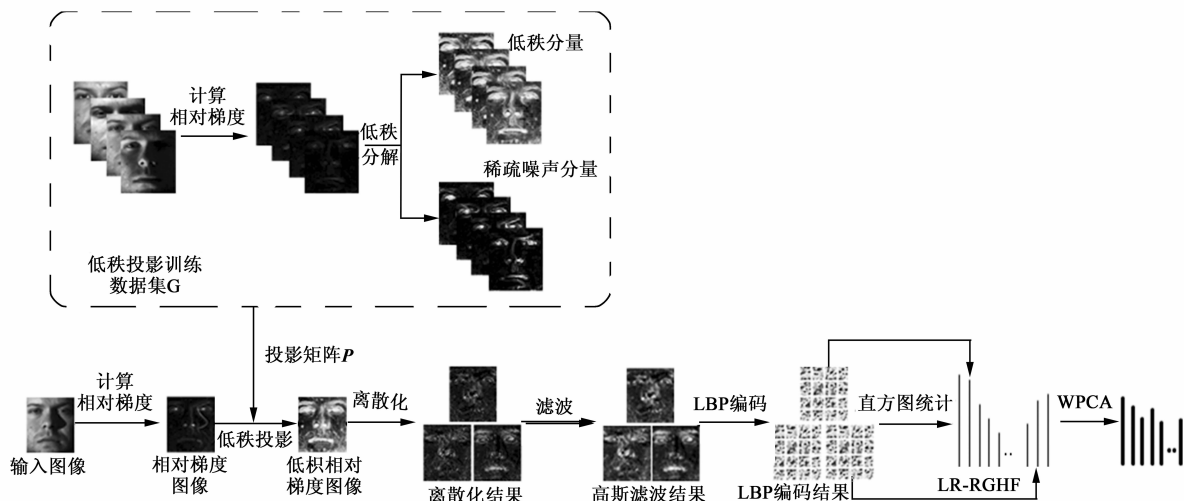 低秩分量
计算
相对梯度
低秩
分解
稀疏噪声分量
低秩投影训练
数据集G
投影矩阵P
计算
相对梯度
低秩投影
离散化
滤波
LBP编码
直方图统计
WPCA
输入图像
相对梯度
图像
低枳相对
梯度图像
离散化结果
高斯滤波结果
LBP编码结果
LR-RGHF